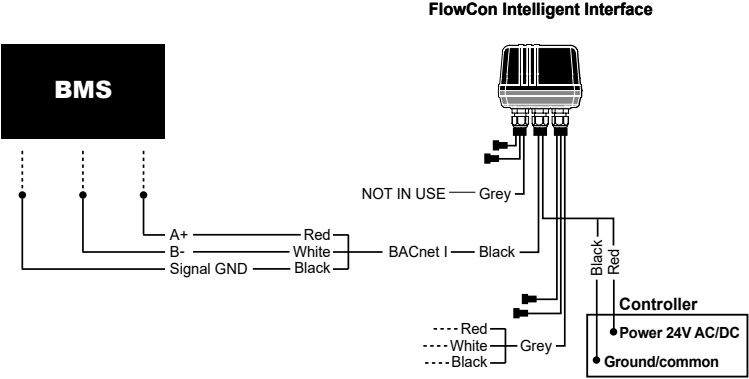 FlowCon Intelligent Interface
BMS
NOT IN USE Grey
A+ Red
B- White BACnet I Black
Signal GND Black
Black
Red
Controller
Power 24V AC/DC
Ground/common
Red
White Grey
Black